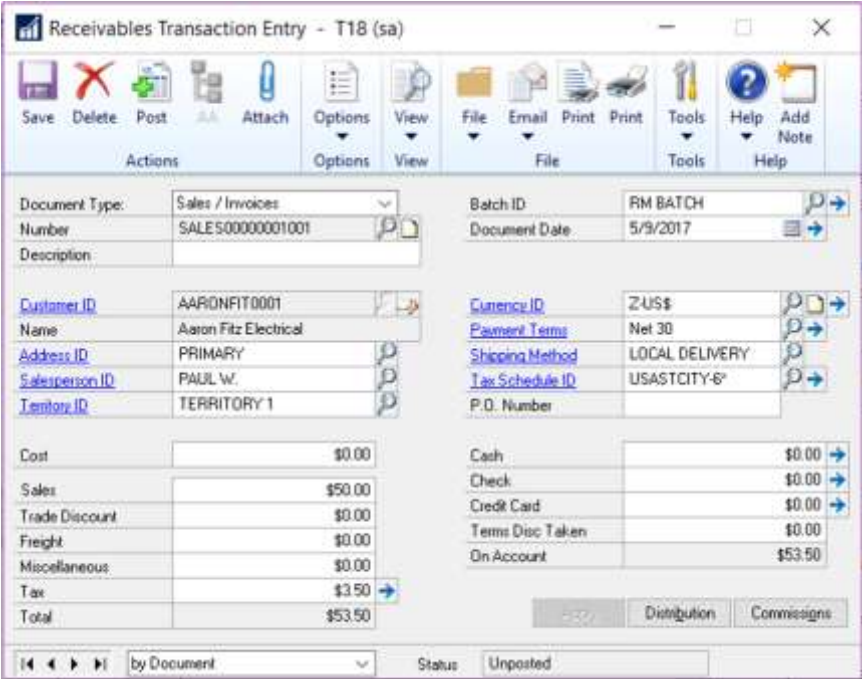 Receivables Transaction Entry - T18 (sa)
Save Delete Post AA Attach Options View File Email Print Print Tools Help Add Note
Actions Options View File Tools Help
Document Type: Sales / Invoices Batch ID RM BATCH
Number SALES00000001001 Document Date 5/9/2017
Description
Customer ID AARONFIT0001 Currency ID Z-US$
Name Aaron Fitz Electrical Payment Terms Net 30
Address ID PRIMARY Shipping Method LOCAL DELIVERY
Salesperson ID PAUL W. Tax Schedule ID USASTCITY-6*
Territory ID TERRITORY 1 P.O. Number
Cost $0.00 Cash $0.00
Sales $50.00 Check $0.00
Trade Discount $0.00 Credit Card $0.00
Freight $0.00 Terms Disc Taken $0.00
Miscellaneous $0.00 On Account $53.50
Tax $3.50
Total $53.50 Apply Distribution Commissions
by Document Status Unposted